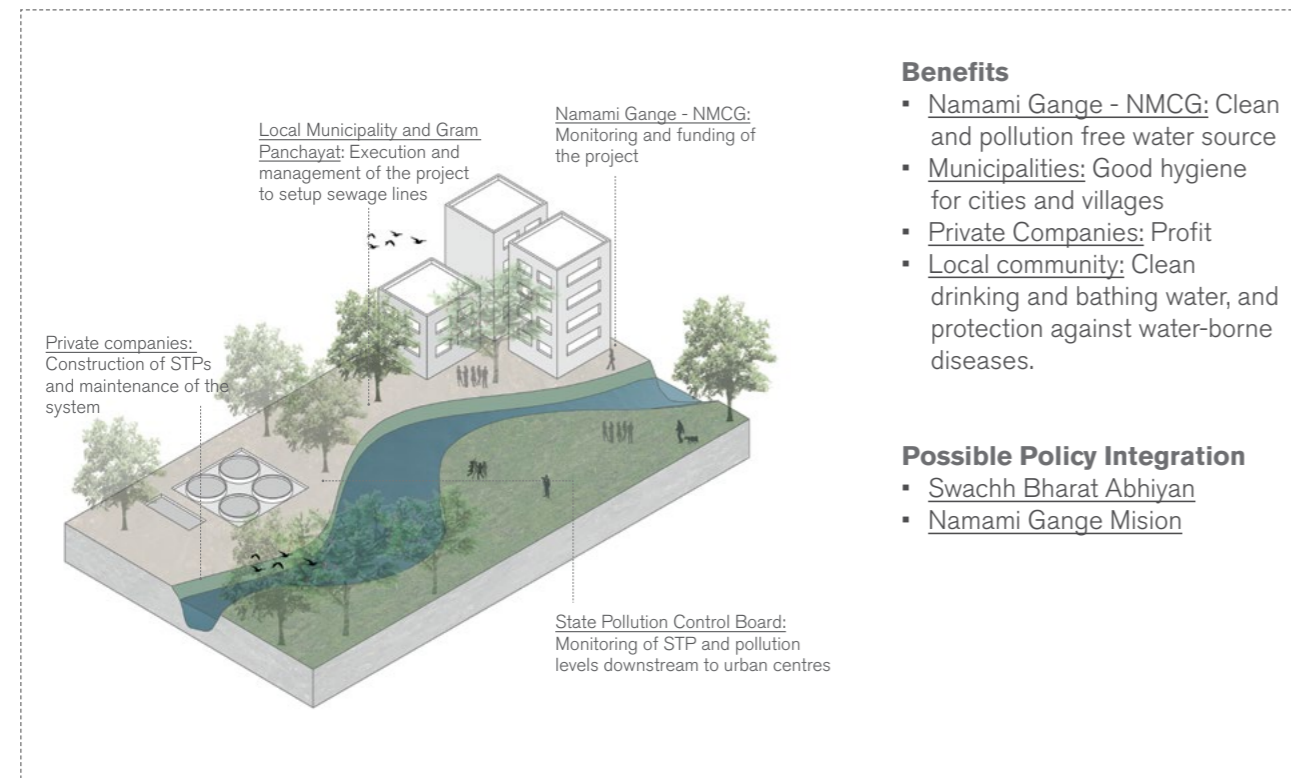 Local Municipality and Gram
Panchayat: Execution and
management of the project
to setup sewage lines
Namami Gange - NMCG:
Monitoring and funding of
the project
Private companies:
Construction of STPs
and maintenance of the
system
State Pollution Control Board:
Monitoring of STP and pollution
levels downstream to urban centres
Benefits
▪ Namami Gange - NMCG: Clean
and pollution free water source
▪ Municipalities: Good hygiene
for cities and villages
▪ Private Companies: Profit
▪ Local community: Clean
drinking and bathing water, and
protection against water-borne
diseases.
Possible Policy Integration
▪ Swachh Bharat Abhiyan
▪ Namami Gange Mision